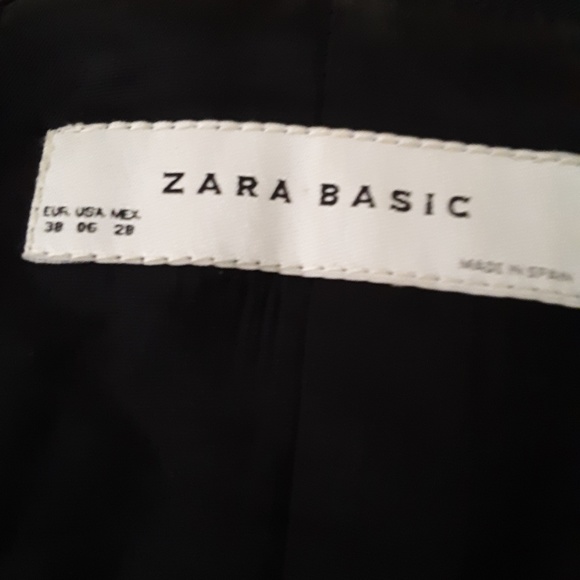 ZARA BASIC
EUR. USA MEX.
38 06 28
MADE IN SPAIN